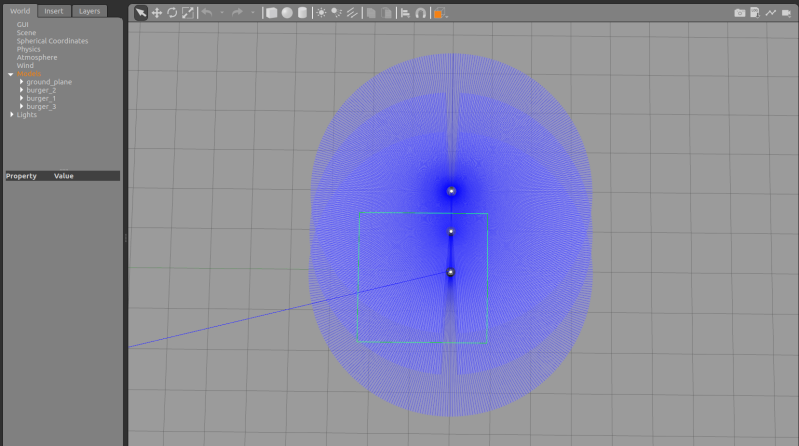 World Insert Layers
GUI
Scene
Spherical Coordinates
Physics
Atmosphere
Wind
Models
ground_plane
burger_2
burger_1
burger_3
Lights
Property Value